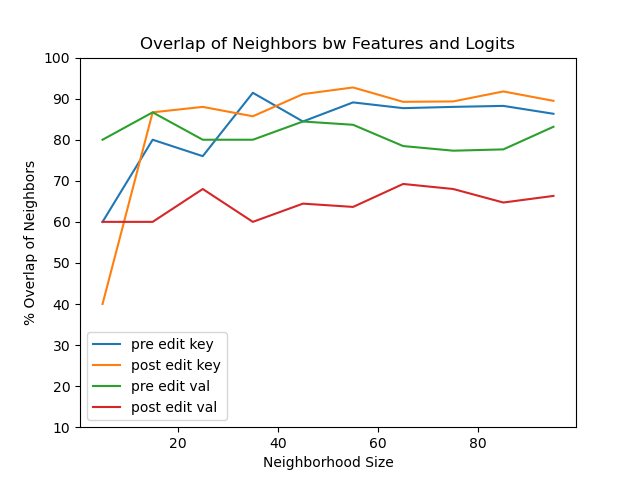 Overlap of Neighbors bw Features and Logits
100
90
80
70
60
50
40
30
20
10
% Overlap of Neighbors
pre edit key
post edit key
pre edit val
post edit val
20
40
60
80
Neighborhood Size